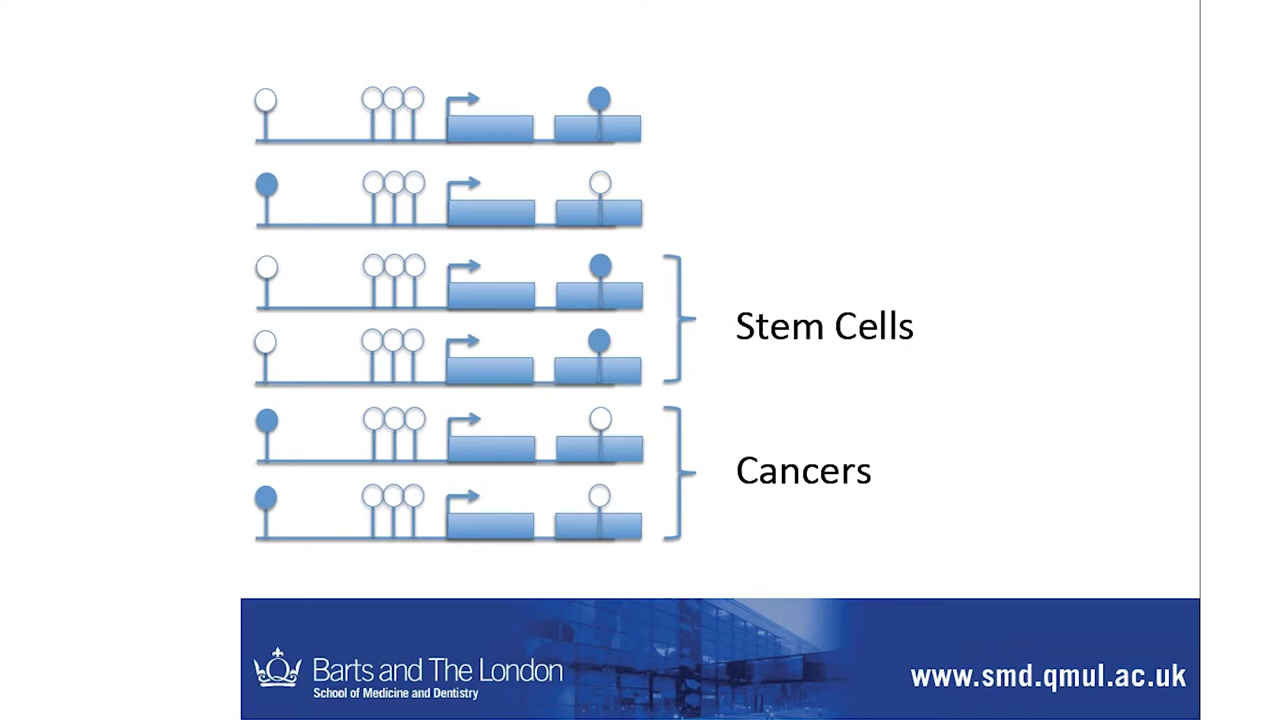 Stem Cells
Cancers
Barts and The London
School of Medicine and Dentistry
www.smd.qmul.ac.uk